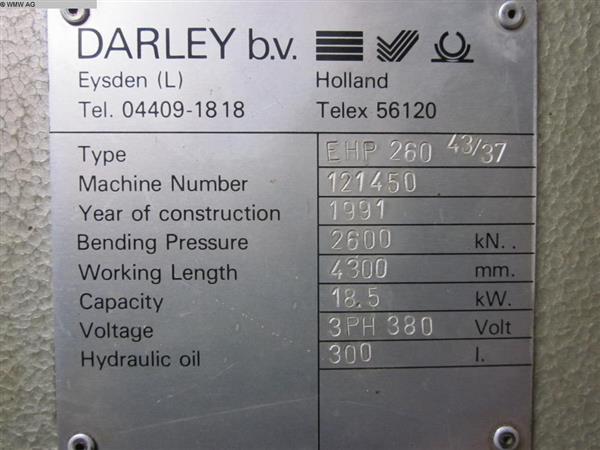 © WMW AG
DARLEY b.v.
Eysden (L) Holland
Tel. 04409-1818 Telex 56120
Type EHP 260 43/37
Machine Number 121450
Year of construction 1991
Bending Pressure 2600 kN..
Working Length 4300 mm.
Capacity 18.5 kW.
Voltage 3PH 380 Volt
Hydraulic oil 300 l.